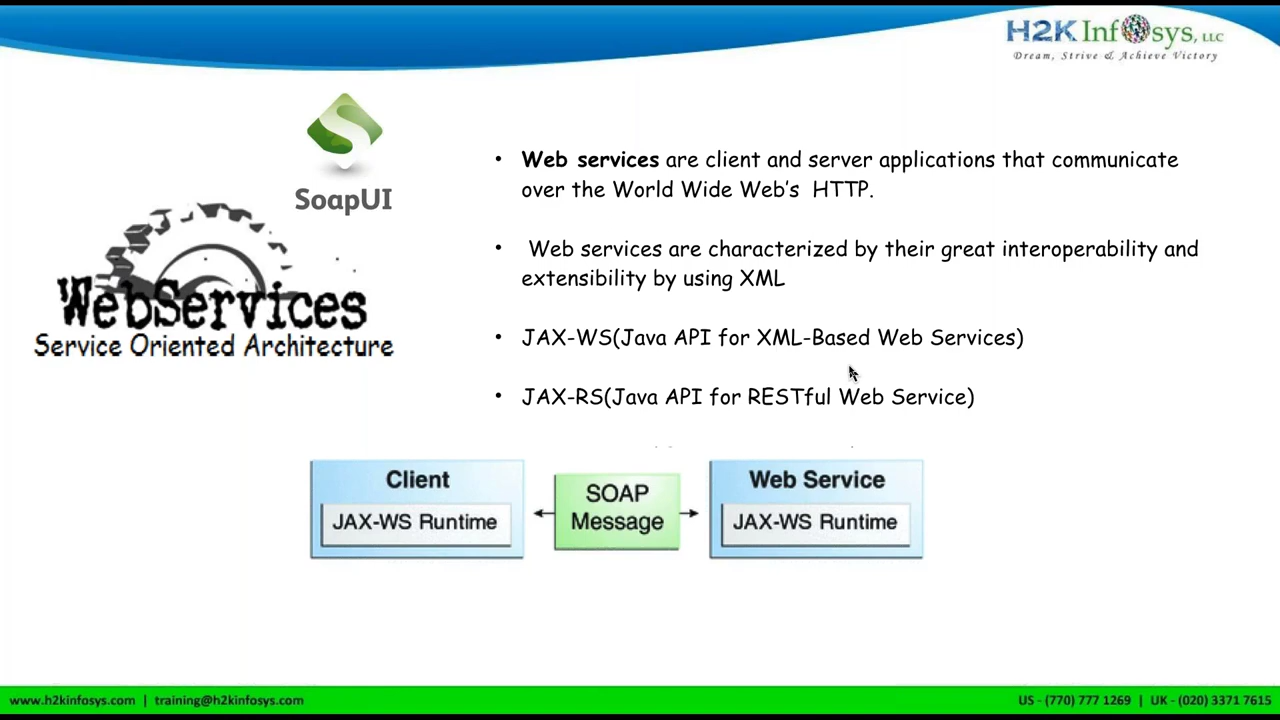 H2K Infosys, LLC
Dream, Strive & Achieve Victory
SoapUI
WebServices
Service Oriented Architecture
• Web services are client and server applications that communicate
over the World Wide Web's HTTP.
• Web services are characterized by their great interoperability and
extensibility by using XML
• JAX-WS(Java API for XML-Based Web Services)
• JAX-RS(Java API for RESTful Web Service)
Client
JAX-WS Runtime
SOAP
Message
Web Service
JAX-WS Runtime
www.h2kinfosys.com | training@h2kinfosys.com
US - (770) 777 1269 | UK - (020) 3371 7615